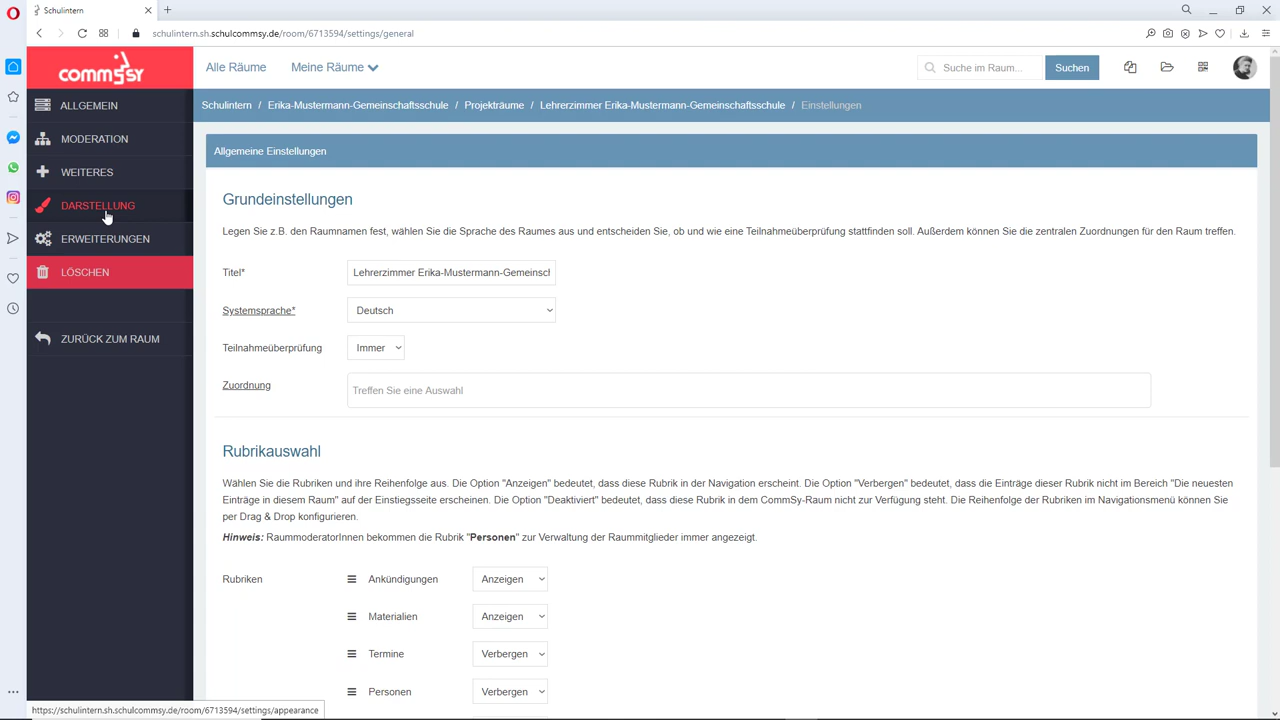 Schulintern
schulintern.sh.schulcommsy.de/room/6713594/settings/general
commsy
Alle Räume
Meine Räume
Suche im Raum...
Suchen
ALLGEMEIN
MODERATION
WEITERES
DARSTELLUNG
ERWEITERUNGEN
LÖSCHEN
ZURÜCK ZUM RAUM
Schulintern / Erika-Mustermann-Gemeinschaftsschule / Projekträume / Lehrerzimmer Erika-Mustermann-Gemeinschaftsschule / Einstellungen
Allgemeine Einstellungen
Grundeinstellungen
Legen Sie z.B. den Raumnamen fest, wählen Sie die Sprache des Raumes aus und entscheiden Sie, ob und wie eine Teilnahmeüberprüfung stattfinden soll. Außerdem können Sie die zentralen Zuordnungen für den Raum treffen.
Titel* Lehrerzimmer Erika-Mustermann-Gemeinscl
Systemsprache* Deutsch
Teilnahmeüberprüfung Immer
Zuordnung Treffen Sie eine Auswahl
Rubrikauswahl
Wählen Sie die Rubriken und ihre Reihenfolge aus. Die Option "Anzeigen" bedeutet, dass diese Rubrik in der Navigation erscheint. Die Option "Verbergen" bedeutet, dass die Einträge dieser Rubrik nicht im Bereich "Die neuesten
Einträge in diesem Raum" auf der Einstiegsseite erscheinen. Die Option "Deaktiviert" bedeutet, dass diese Rubrik in dem CommSy-Raum nicht zur Verfügung steht. Die Reihenfolge der Rubriken im Navigationsmenü können Sie
per Drag & Drop konfigurieren.
Hinweis: RaummoderatorInnen bekommen die Rubrik "Personen" zur Verwaltung der Raummitglieder immer angezeigt.
Rubriken Ankündigungen Anzeigen
Materialien Anzeigen
Termine Verbergen
Personen Verbergen
https://schulintern.sh.schulcommsy.de/room/6713594/settings/appearance